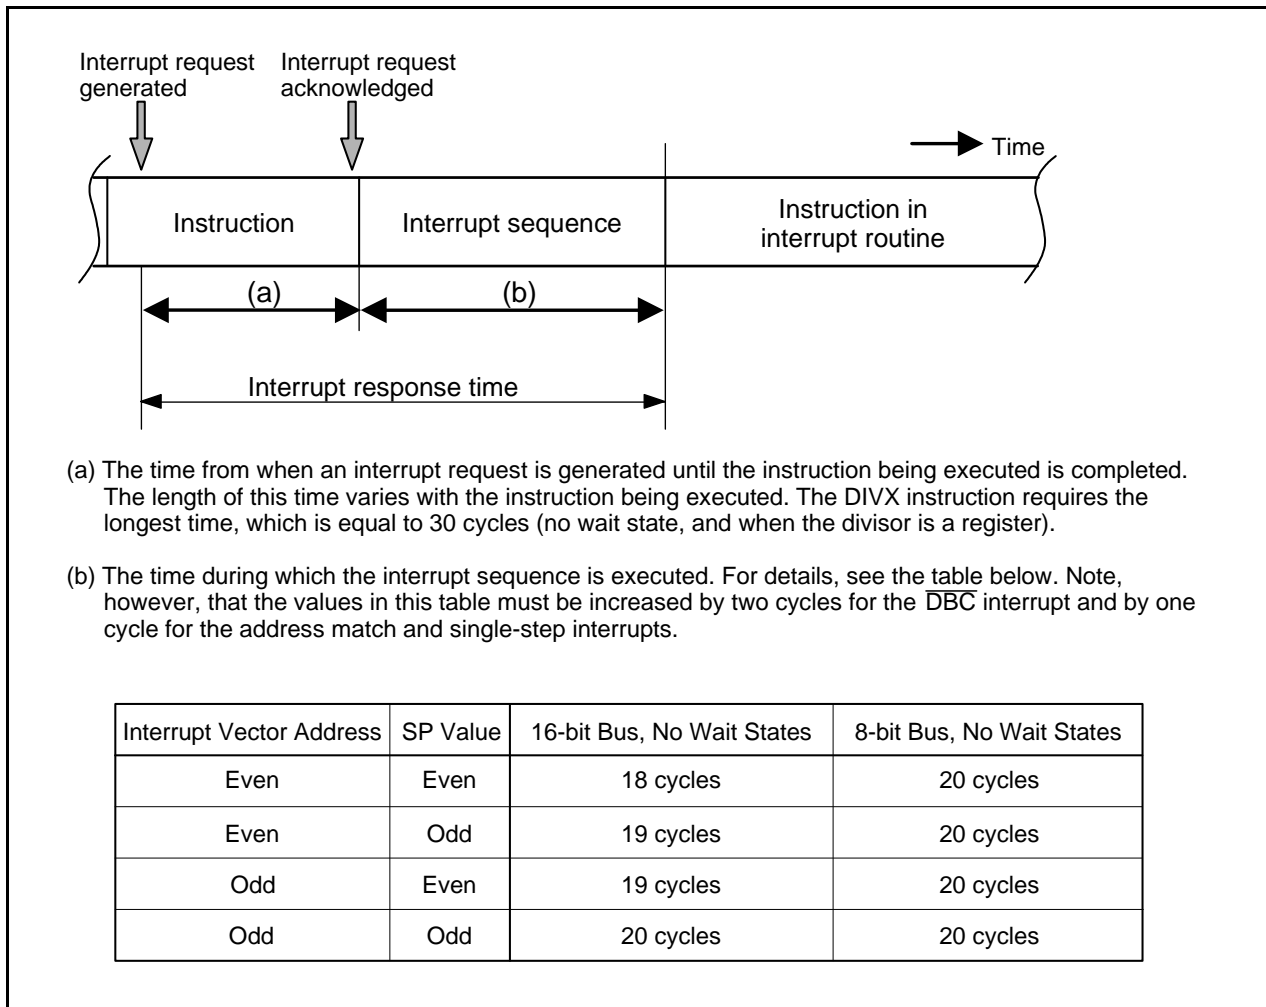 Interrupt request generated
Interrupt request acknowledged
Time
Instruction
Interrupt sequence
Instruction in
interrupt routine
(a)
(b)
Interrupt response time
(a) The time from when an interrupt request is generated until the instruction being executed is completed.
The length of this time varies with the instruction being executed. The DIVX instruction requires the
longest time, which is equal to 30 cycles (no wait state, and when the divisor is a register).
(b) The time during which the interrupt sequence is executed. For details, see the table below. Note,
however, that the values in this table must be increased by two cycles for the DBC interrupt and by one
cycle for the address match and single-step interrupts.
Interrupt Vector Address SP Value 16-bit Bus, No Wait States 8-bit Bus, No Wait States
Even Even 18 cycles 20 cycles
Even Odd 19 cycles 20 cycles
Odd Even 19 cycles 20 cycles
Odd Odd 20 cycles 20 cycles